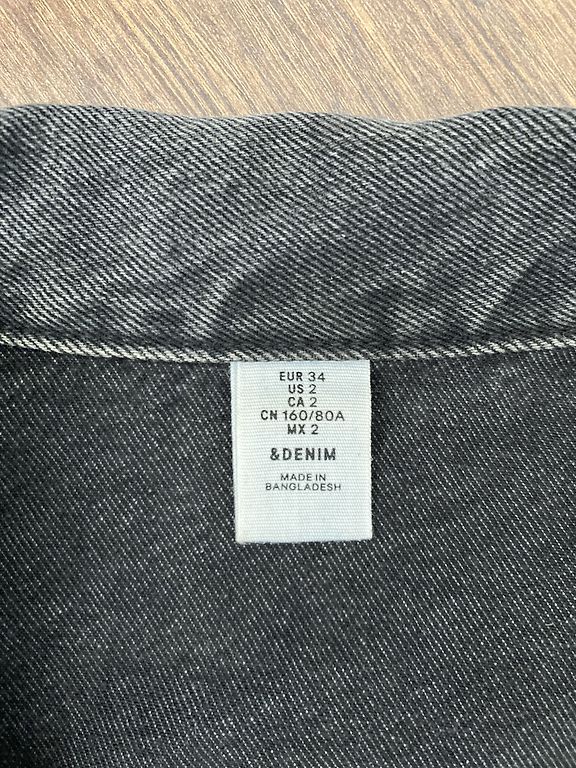 EUR 34
US 2
CA 2
CN 160/80A
MX 2
&DENIM
MADE IN
BANGLADESH